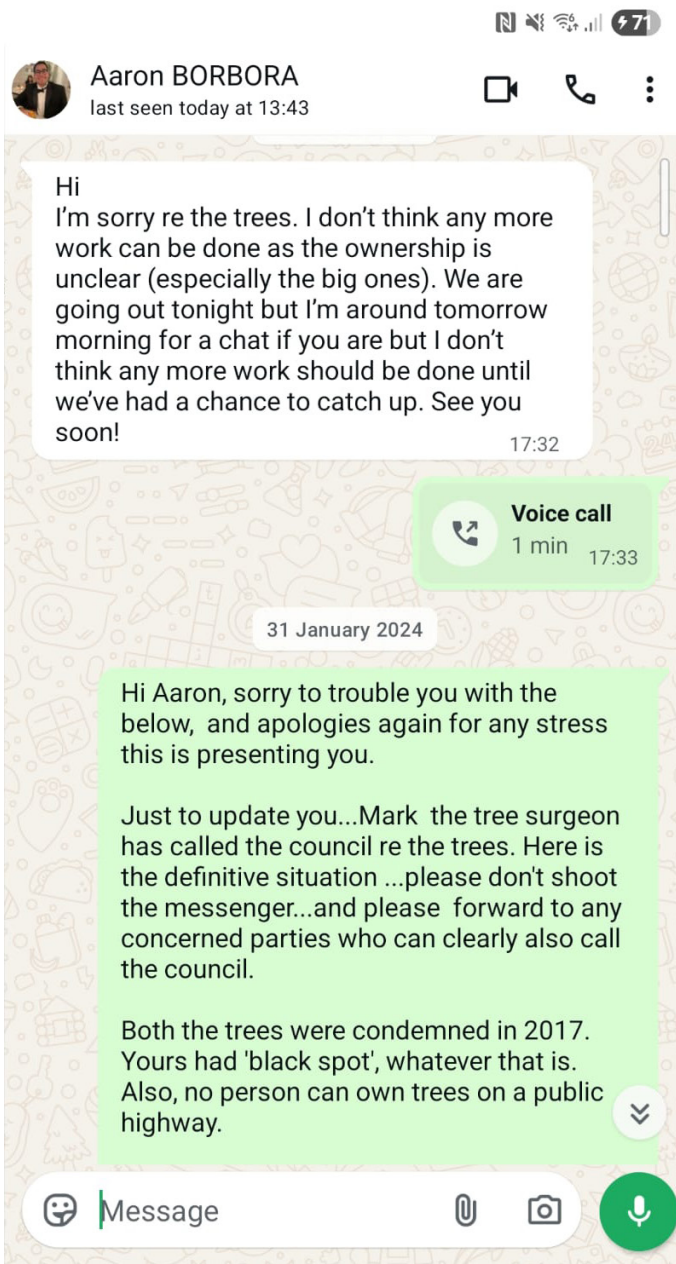 71
Aaron BORBORA
last seen today at 13:43
Hi
I'm sorry re the trees. I don't think any more
work can be done as the ownership is
unclear (especially the big ones). We are
going out tonight but I'm around tomorrow
morning for a chat if you are but I don't
think any more work should be done until
we've had a chance to catch up. See you
soon!
17:32
Voice call
1 min
17:33
31 January 2024
Hi Aaron, sorry to trouble you with the
below,  and apologies again for any stress
this is presenting you.
Just to update you...Mark  the tree surgeon
has called the council re the trees. Here is
the definitive situation ...please don't shoot
the messenger...and please  forward to any
concerned parties who can clearly also call
the council.
Both the trees were condemned in 2017.
Yours had 'black spot', whatever that is.
Also, no person can own trees on a public
highway.
Message